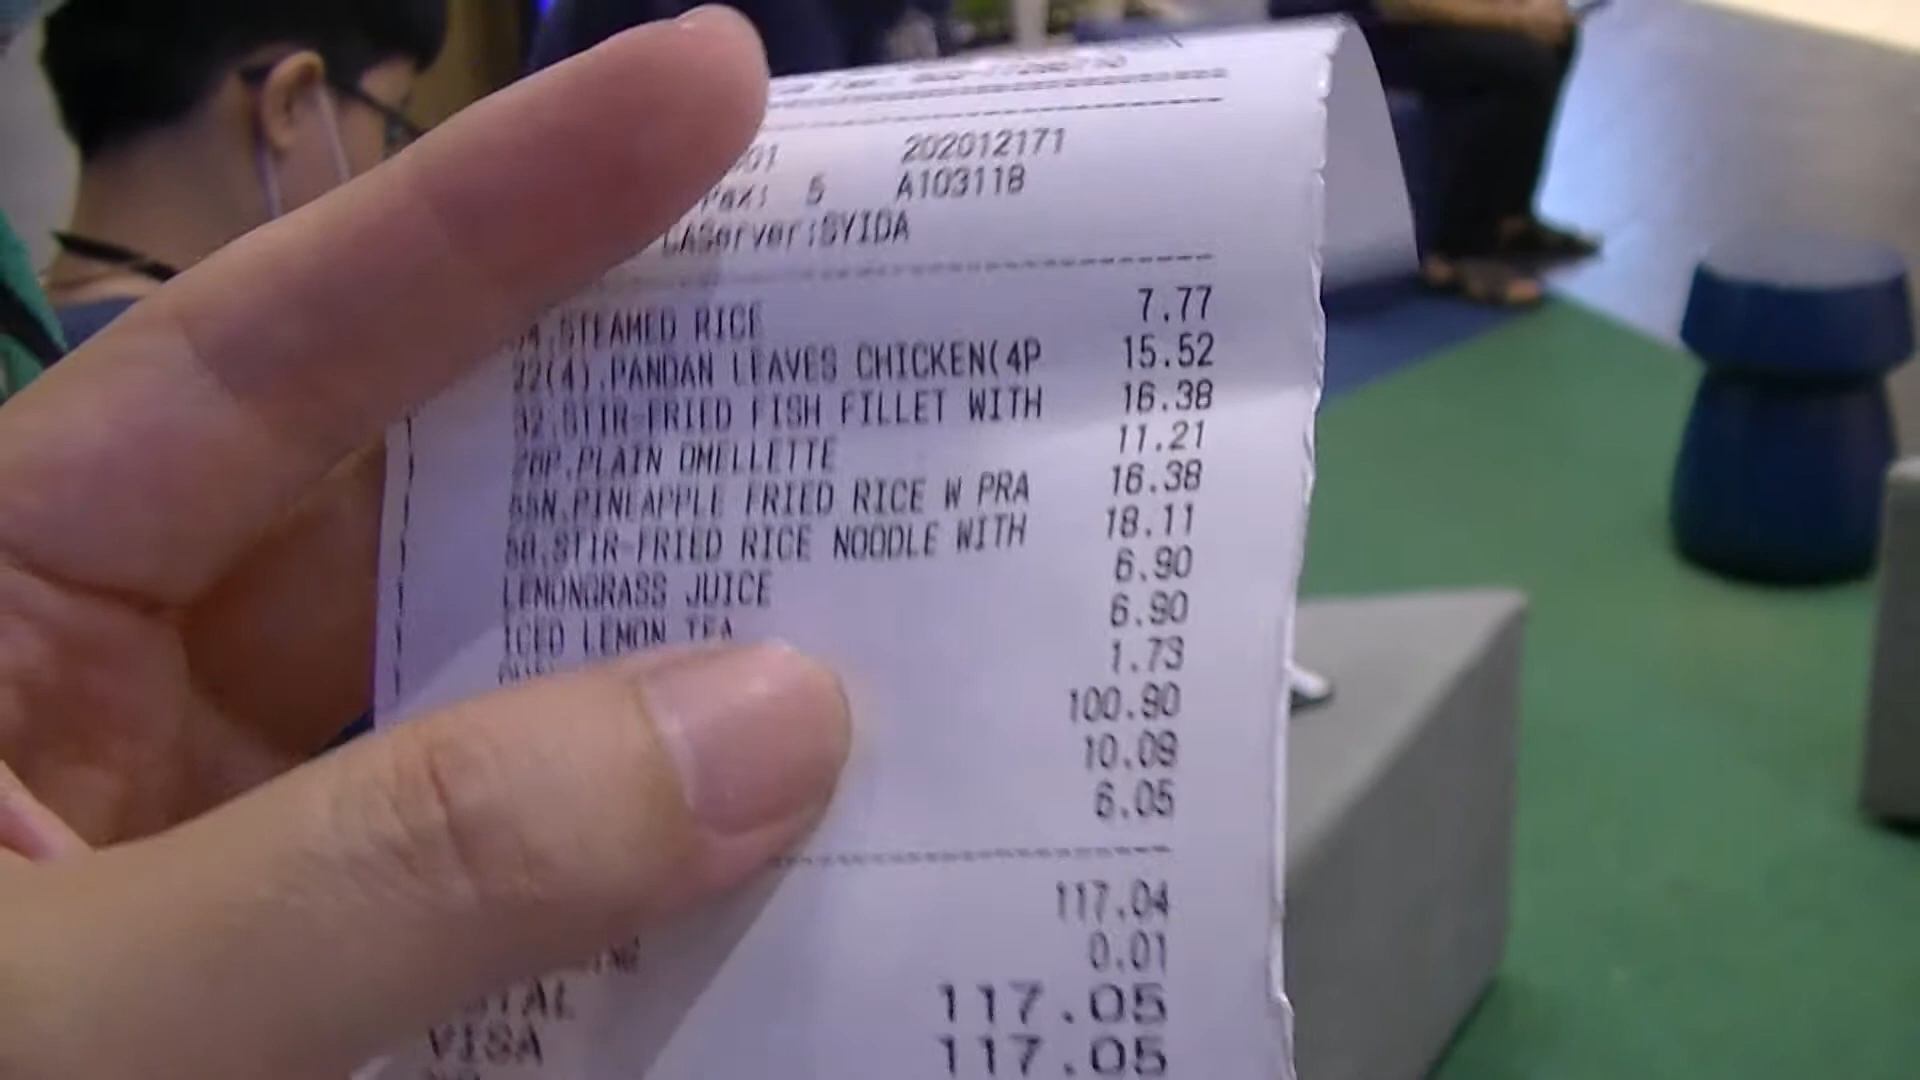 202012171
Pax: 5 A103118
Server:SYIDA
STEAMED RICE 7.77
22(4).PANDAN LEAVES CHICKEN(4P 15.52
92.STIR-FRIED FISH FILLET WITH 16.38
PLAIN OMELLETTE 11.21
PINEAPPLE FRIED RICE W PRA 16.38
STIR-FRIED RICE NOODLE WITH 18.11
LEMONGRASS JUICE 6.90
ICED LEMON TEA 6.90
1.73
100.90
10.09
6.05
117.04
0.01
117.05
VISA 117.05